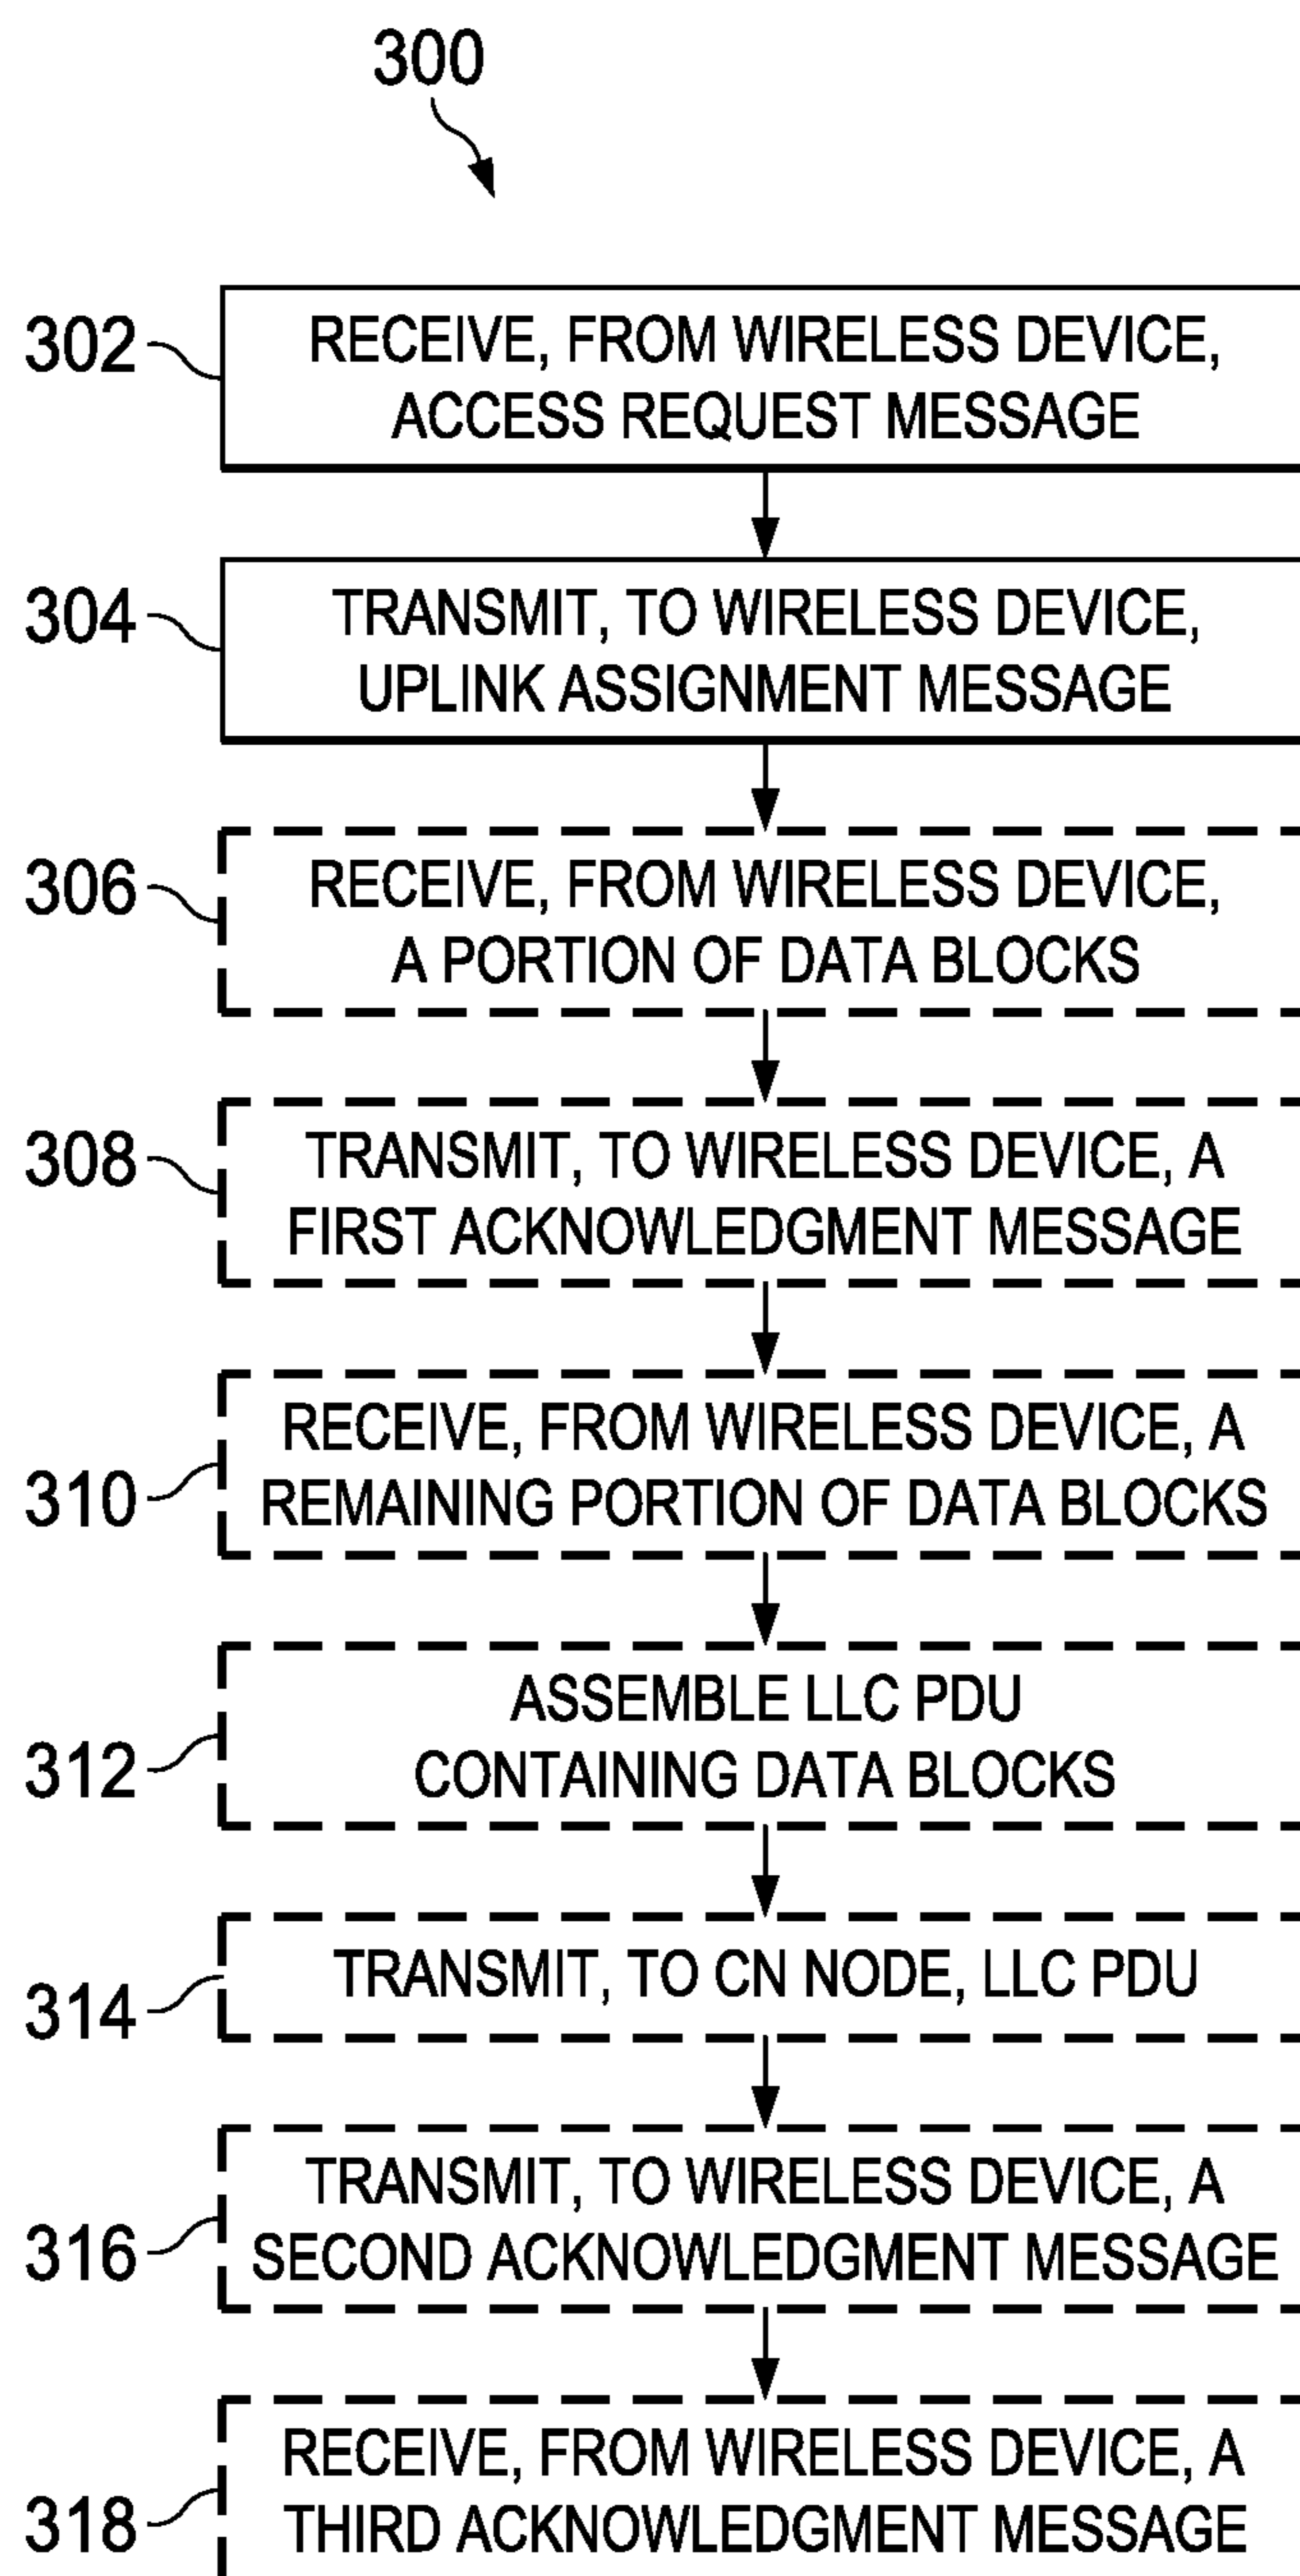 300
302
RECEIVE, FROM WIRELESS DEVICE,
ACCESS REQUEST MESSAGE
304
TRANSMIT, TO WIRELESS DEVICE,
UPLINK ASSIGNMENT MESSAGE
306
RECEIVE, FROM WIRELESS DEVICE,
A PORTION OF DATA BLOCKS
308
TRANSMIT, TO WIRELESS DEVICE, A
FIRST ACKNOWLEDGMENT MESSAGE
310
RECEIVE, FROM WIRELESS DEVICE, A
REMAINING PORTION OF DATA BLOCKS
312
ASSEMBLE LLC PDU
CONTAINING DATA BLOCKS
314
TRANSMIT, TO CN NODE, LLC PDU
316
TRANSMIT, TO WIRELESS DEVICE, A
SECOND ACKNOWLEDGMENT MESSAGE
318
RECEIVE, FROM WIRELESS DEVICE, A
THIRD ACKNOWLEDGMENT MESSAGE